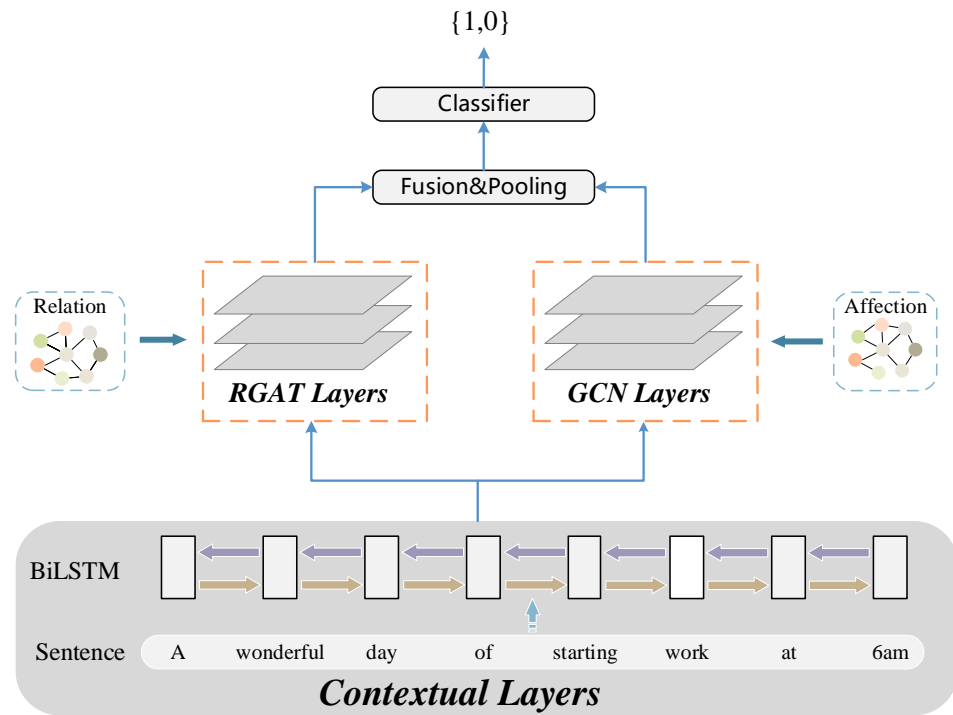 {1,0}
Classifier
Fusion&Pooling
Relation
Affection
RGAT Layers
GCN Layers
BiLSTM
Sentence A wonderful day of starting work at 6am
Contextual Layers